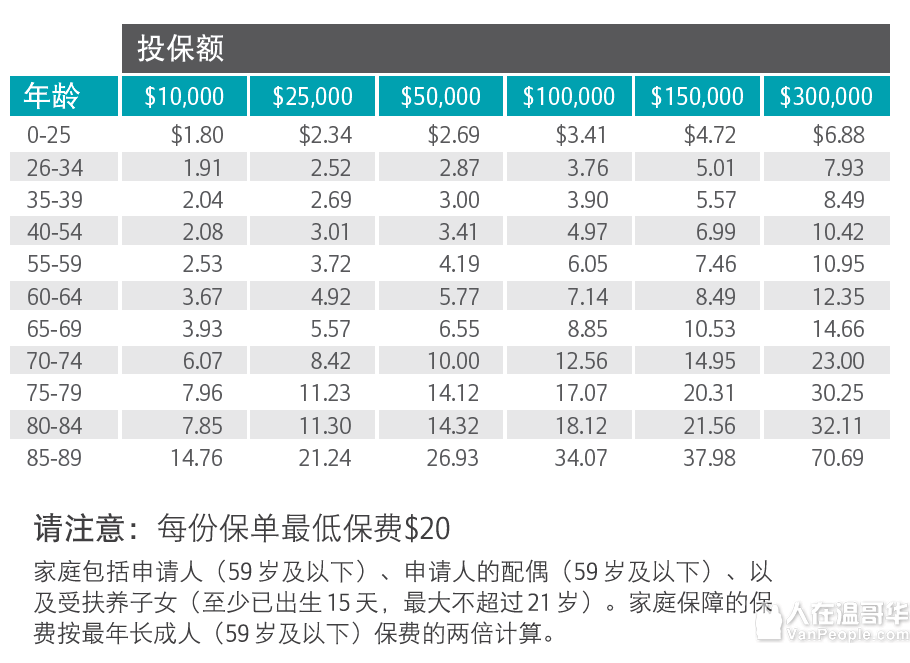 投保额
年龄 $10,000 $25,000 $50,000 $100,000 $150,000 $300,000
0-25 $1.80 $2.34 $2.69 $3.41 $4.72 $6.88
26-34 1.91 2.52 2.87 3.76 5.01 7.93
35-39 2.04 2.69 3.00 3.90 5.57 8.49
40-54 2.08 3.01 3.41 4.97 6.99 10.42
55-59 2.53 3.72 4.19 6.05 7.46 10.95
60-64 3.67 4.92 5.77 7.14 8.49 12.35
65-69 3.93 5.57 6.55 8.85 10.53 14.66
70-74 6.07 8.42 10.00 12.56 14.95 23.00
75-79 7.96 11.23 14.12 17.07 20.31 30.25
80-84 7.85 11.30 14.32 18.12 21.56 32.11
85-89 14.76 21.24 26.93 34.07 37.98 70.69
请注意：每份保单最低保费$20
家庭包括申请人（59 岁及以下）、申请人的配偶（59 岁及以下）、以
及受扶养子女（至少已出生 15 天，最大不超过 21 岁）。家庭保障的保
费按最年长成人（59 岁及以下）保费的两倍计算。
人在温哥华
VanPeople.com